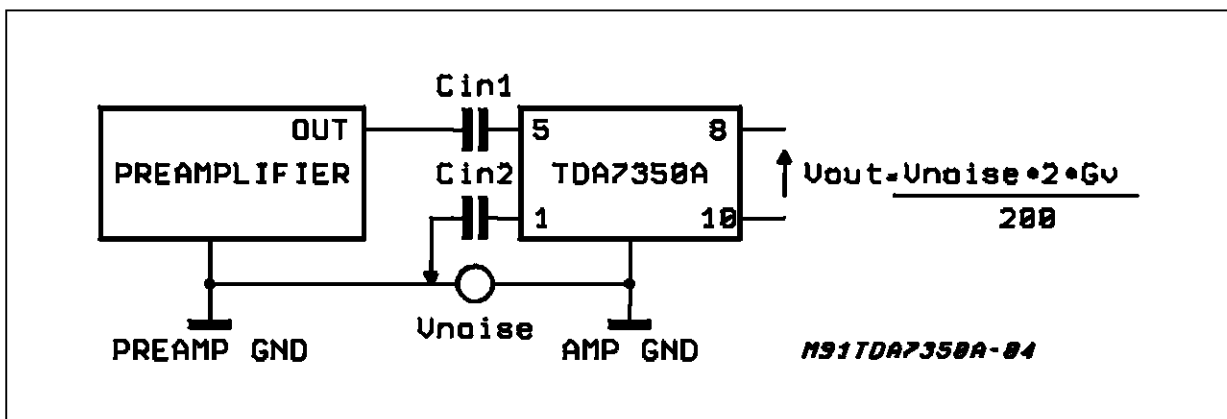 Cin1
OUT 5 8
PREAMPLIFIER Cin2 TDA7350A Vout=Vnoise•2•Gv
1 10 200
Vnoise
PREAMP GND AMP GND M91TDA7350A-04